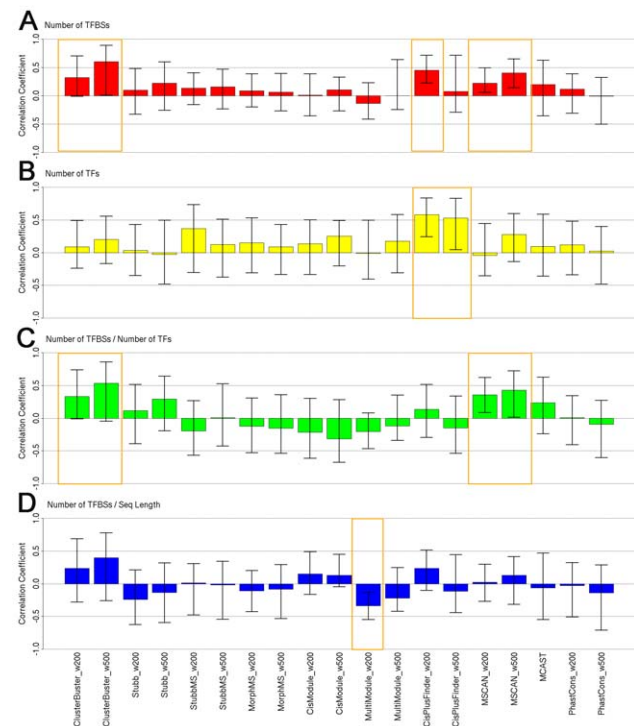 A Number of TFBSs
1.0
0.5
0.0
-0.5
-1.0
Correlation Coefficient
B Number of TFs
1.0
0.5
0.0
-0.5
-1.0
Correlation Coefficient
C Number of TFBSs / Number of TFs
1.0
0.5
0.0
-0.5
-1.0
Correlation Coefficient
D Number of TFBSs / Seq Length
1.0
0.5
0.0
-0.5
-1.0
Correlation Coefficient
ClusterBuster_w200
ClusterBuster_w500
Stubb_w200
Stubb_w500
StubbMS_w200
StubbMS_w500
MorphMS_w200
MorphMS_w500
CisModule_w200
CisModule_w500
MultiModule_w200
MultiModule_w500
CisPlusFinder_w200
CisPlusFinder_w500
MSCAN_w200
MSCAN_w500
MCAST
PhastCons_w200
PhastCons_w500